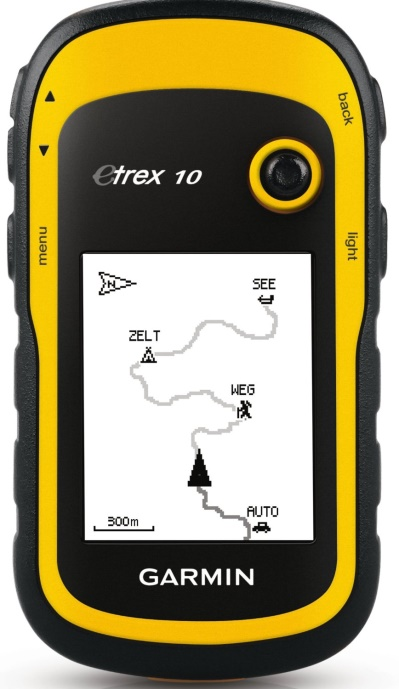 back
etrex 10
menu
light
N
SEE
ZELT
WEG
AUTO
300m
GARMIN